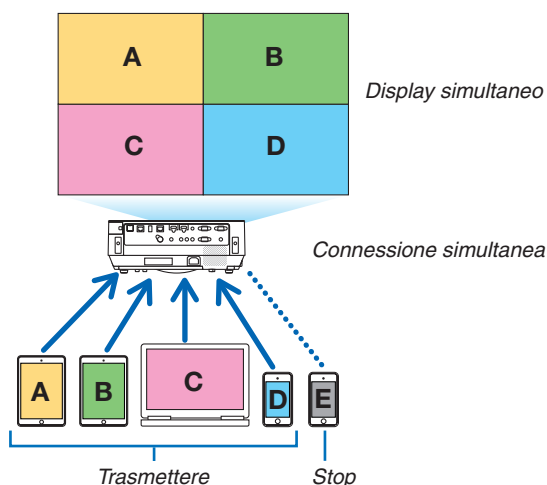 A B
Display simultaneo
C D
Connessione simultanea
A B C D E
Trasmettere Stop